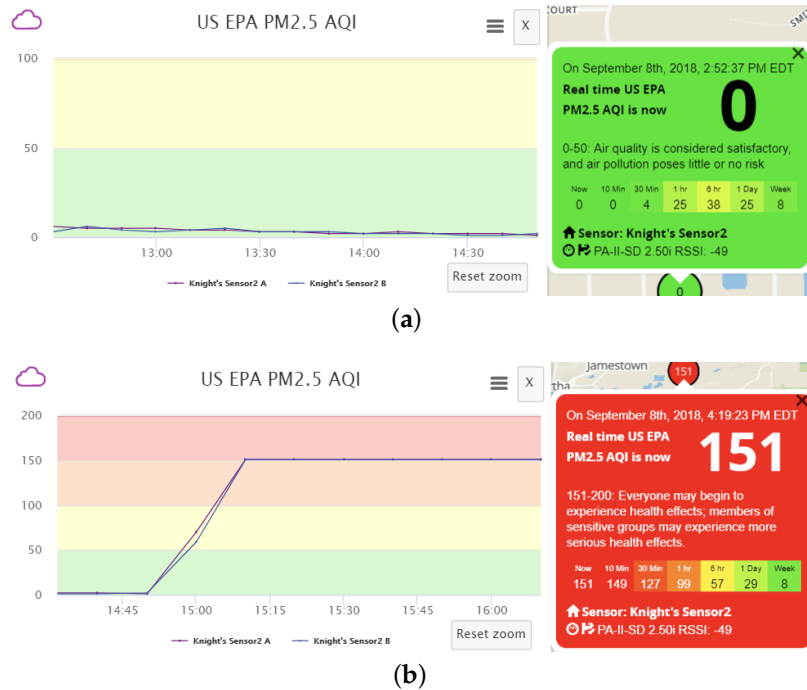 US EPA PM2.5 AQI
X
100
50
0
13:00
13:30
14:00
14:30
Reset zoom
Knight's Sensor2 A
Knight's Sensor2 B
COURT
On September 8th, 2018, 2:52:37 PM EDT
Real time US EPA
PM2.5 AQI is now
0
0-50: Air quality is considered satisfactory,
and air pollution poses little or no risk
Now 10 Min 30 Min 1 hr 6 hr 1 Day Week
0 0 4 25 38 25 8
Sensor: Knight's Sensor2
PA-II-SD 2.50i RSSI: -49
0
(a)
US EPA PM2.5 AQI
X
200
150
100
50
0
14:45
15:00
15:15
15:30
15:45
16:00
Reset zoom
Knight's Sensor2 A
Knight's Sensor2 B
Jamestown
151
On September 8th, 2018, 4:19:23 PM EDT
Real time US EPA
PM2.5 AQI is now
151
151-200: Everyone may begin to
experience health effects; members of
sensitive groups may experience more
serious health effects.
Now 10 Min 30 Min 1 hr 6 hr 1 Day Week
151 149 127 99 57 29 8
Sensor: Knight's Sensor2
PA-II-SD 2.50i RSSI: -49
(b)